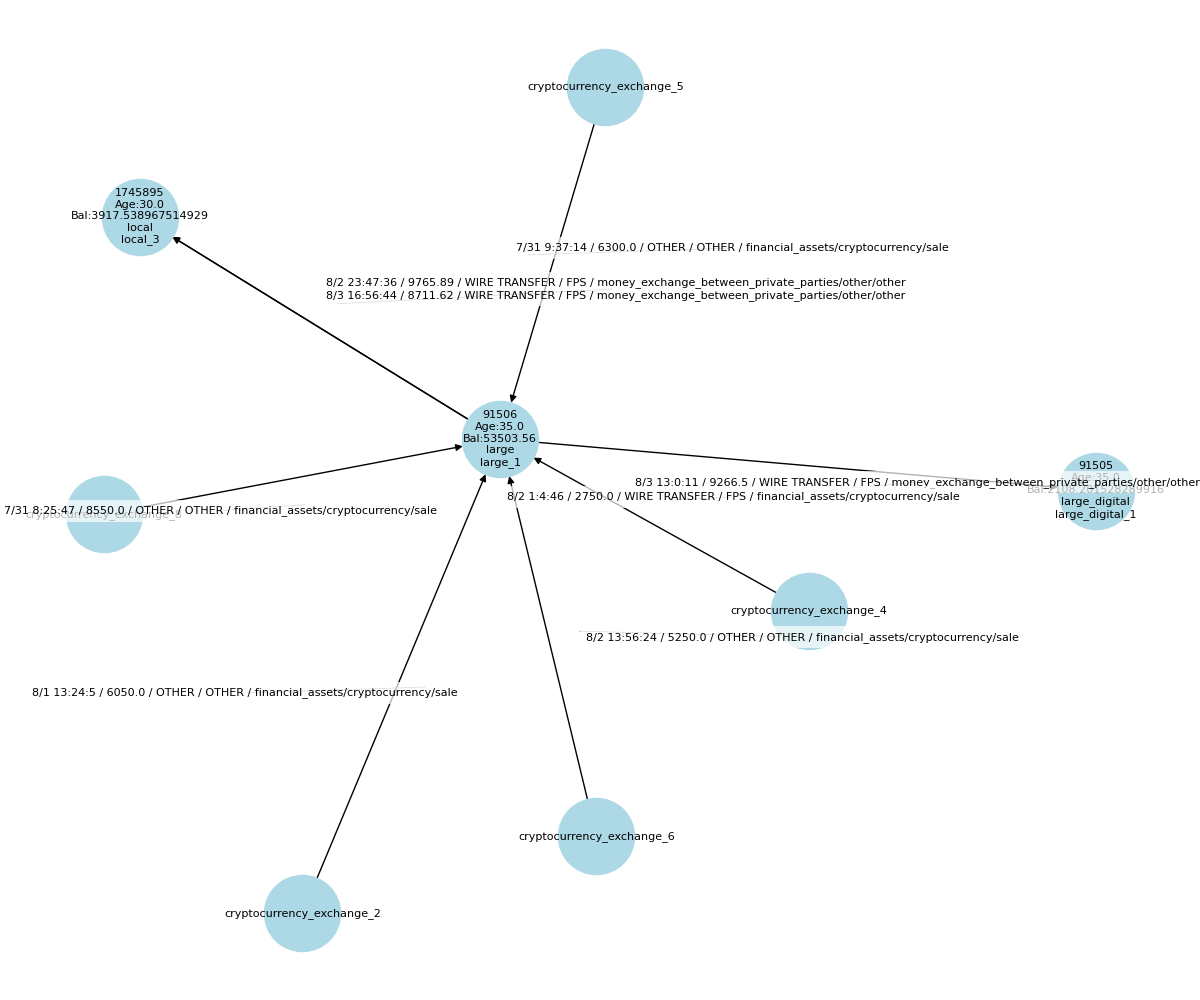 cryptocurrency_exchange_5
1745895
Age:30.0
Bal:3917.538967514929
local
local_3
7/31 9:37:14 / 6300.0 / OTHER / OTHER / financial_assets/cryptocurrency/sale
8/2 23:47:36 / 9765.89 / WIRE TRANSFER / FPS / money_exchange_between_private_parties/other/other
8/3 16:56:44 / 8711.62 / WIRE TRANSFER / FPS / money_exchange_between_private_parties/other/other
91506
Age:35.0
Bal:53503.56
large
large_1
91505
Age:35.0
large_digital
large_digital_1
8/3 13:0:11 / 9266.5 / WIRE TRANSFER / FPS / money_exchange_between_private_parties/other/other
8/2 1:4:46 / 2750.0 / WIRE TRANSFER / FPS / financial_assets/cryptocurrency/sale
7/31 8:25:47 / 8550.0 / OTHER / OTHER / financial_assets/cryptocurrency/sale
cryptocurrency_exchange_4
8/2 13:56:24 / 5250.0 / OTHER / OTHER / financial_assets/cryptocurrency/sale
8/1 13:24:5 / 6050.0 / OTHER / OTHER / financial_assets/cryptocurrency/sale
cryptocurrency_exchange_6
cryptocurrency_exchange_2